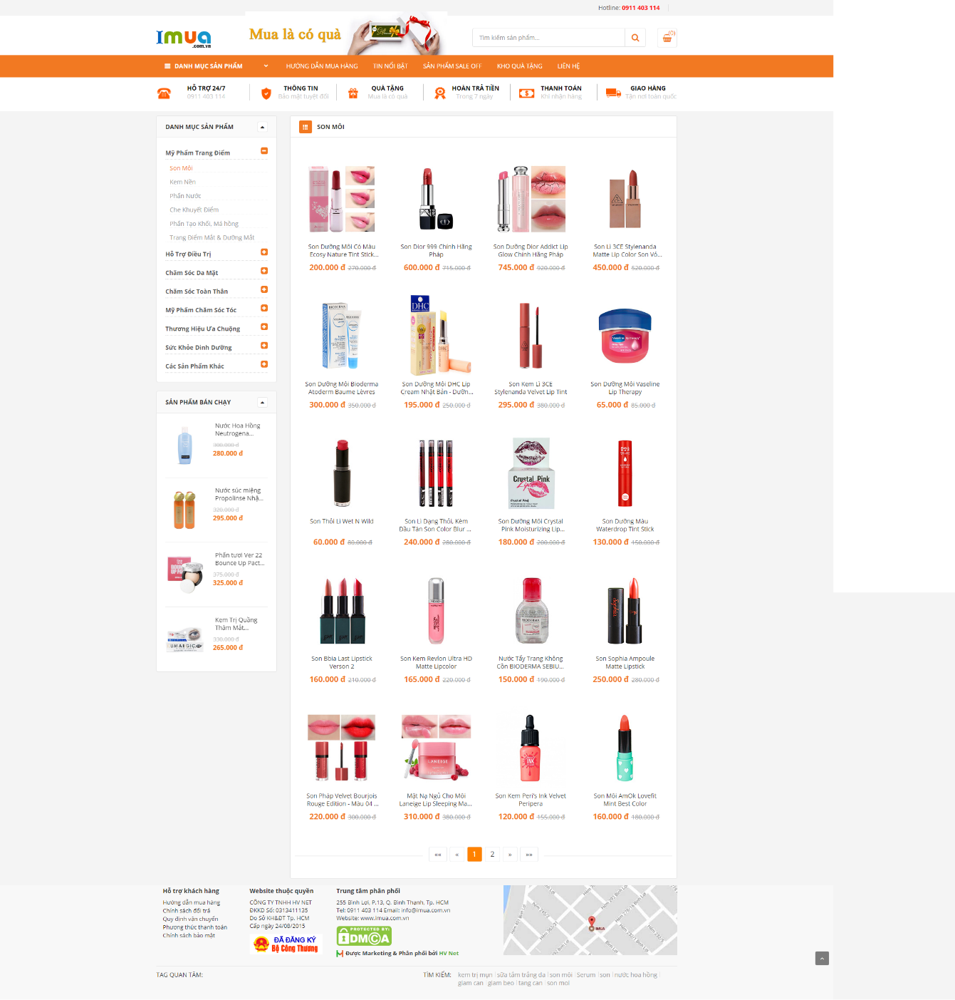 Hotline: 0911 403 114
imua
.com.vn
Mua là có quà
Tìm kiếm sản phẩm...
(0)
DANH MỤC SẢN PHẨM
HƯỚNG DẪN MUA HÀNG
TIN NỔI BẬT
SẢN PHẨM SALE OFF
KHO QUÀ TẶNG
LIÊN HỆ
HỖ TRỢ 24/7
0911 403 114
THÔNG TIN
Bảo mật tuyệt đối
QUÀ TẶNG
Mua là có quà
HOÀN TRẢ TIỀN
Trong 7 ngày
THANH TOÁN
Khi nhận hàng
GIAO HÀNG
Tận nơi toàn quốc
DANH MỤC SẢN PHẨM
Mỹ Phẩm Trang Điểm
Son Môi
Kem Nền
Phấn Nước
Che Khuyết Điểm
Phấn Tạo Khối, Má hồng
Trang Điểm Mắt & Dưỡng Mắt
Hỗ Trợ Điều Trị
Chăm Sóc Da Mặt
Chăm Sóc Toàn Thân
Mỹ Phẩm Chăm Sóc Tóc
Thương Hiệu Ưa Chuộng
Sức Khỏe Dinh Dưỡng
Các Sản Phẩm Khác
SẢN PHẨM BÁN CHẠY
Nước Hoa Hồng
Neutrogena...
300.000 đ
280.000 đ
Nước súc miệng
Propolinse Nhậ...
320.000 đ
295.000 đ
Phấn tươi Ver 22
Bounce Up Pact...
375.000 đ
325.000 đ
Kem Trị Quầng
Thâm Mắt...
330.000 đ
265.000 đ
SON MÔI
Son Dưỡng Môi Có Màu
Ecosy Nature Tint Stick...
200.000 đ 270.000 đ
Son Dior 999 Chính Hãng
Pháp
600.000 đ 715.000 đ
Son Dưỡng Dior Addict Lip
Glow Chính Hãng Pháp
745.000 đ 920.000 đ
Son Lì 3CE Stylenanda
Matte Lip Color Son Vỏ...
450.000 đ 520.000 đ
BIODERMA
Son Dưỡng Môi Bioderma
Atoderm Baume Lèvres
300.000 đ 350.000 đ
DHC
Son Dưỡng Môi DHC Lip
Cream Nhật Bản - Dưỡn...
195.000 đ 250.000 đ
Son Kem Lì 3CE
Stylenanda Velvet Lip Tint
295.000 đ 380.000 đ
Vaseline
Son Dưỡng Môi Vaseline
Lip Therapy
65.000 đ 85.000 đ
Son Thỏi Lì Wet N Wild
60.000 đ 80.000 đ
Son Lì Dạng Thỏi, Kèm
Đầu Tán Son Color Blur ...
240.000 đ 280.000 đ
Crystal Pink
Lips
Crystal Pink
Son Dưỡng Môi Crystal
Pink Moisturizing Lip...
180.000 đ 200.000 đ
Son Dưỡng Màu
Waterdrop Tint Stick
130.000 đ 150.000 đ
Son Bbia Last Lipstick
Verson 2
160.000 đ 210.000 đ
REVLON
Son Kem Revlon Ultra HD
Matte Lipcolor
165.000 đ 220.000 đ
BIODERMA
Nước Tẩy Trang Không
Cồn BIODERMA SEBIU...
150.000 đ 190.000 đ
Sophia
Son Sophia Ampoule
Matte Lipstick
250.000 đ 280.000 đ
Son Pháp Velvet Bourjois
Rouge Edition - Màu 04 ...
220.000 đ 300.000 đ
LANEIGE
Mặt Nạ Ngủ Cho Môi
Laneige Lip Sleeping Ma...
310.000 đ 380.000 đ
INK
Son Kem Peri's Ink Velvet
Peripera
120.000 đ 155.000 đ
Son Môi AmOk Lovefit
Mint Best Color
160.000 đ 180.000 đ
«« « 1 2 » »»
Hỗ trợ khách hàng
Hướng dẫn mua hàng
Chính sách đổi trả
Quy định vận chuyển
Phương thức thanh toán
Chính sách bảo mật
Website thuộc quyền
CÔNG TY TNHH HV NET
ĐKKD Số: 0313411135
Do Sở KH&ĐT Tp. HCM
Cấp ngày 24/08/2015
ĐÃ ĐĂNG KÝ
Bộ Công Thương
Trung tâm phân phối
255 Bình Lợi, P.13, Q. Bình Thạnh, Tp. HCM
Tel: 0911 403 114 Email: info@imua.com.vn
Website: www.imua.com.vn
PROTECTED BY:
DMCA
Được Marketing & Phân phối bởi HV Net
IMUA
TAG QUAN TÂM:
TÌM KIẾM: kem trị mụn sữa tắm trắng da son môi Serum son nước hoa hồng
giam can giam beo tang can son moi